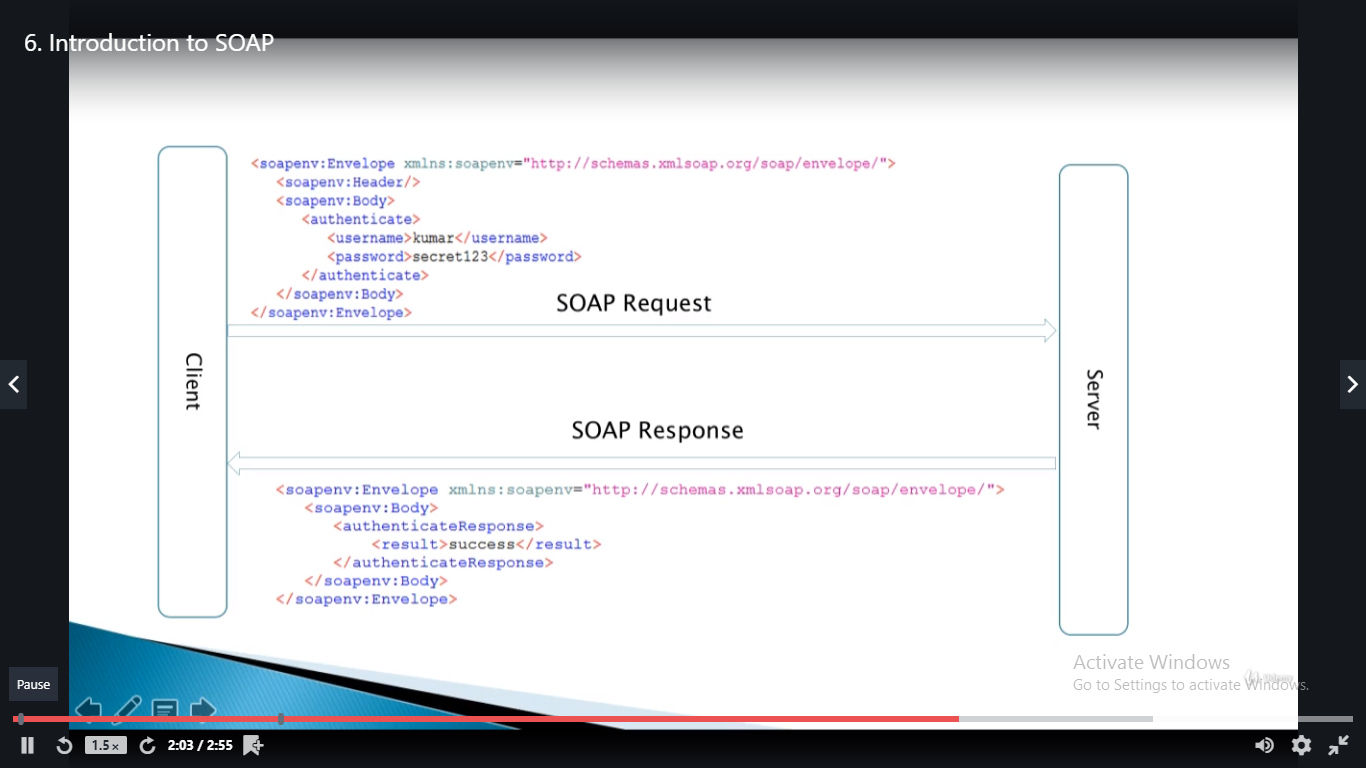 6. Introduction to SOAP
<soapenv:Envelope xmlns:soapenv="http://schemas.xmlsoap.org/soap/envelope/">
<soapenv:Header/>
<soapenv:Body>
<authenticate>
<username>kumar</username>
<password>secret123</password>
</authenticate>
</soapenv:Body>
</soapenv:Envelope>
SOAP Request
Client
Server
SOAP Response
<soapenv:Envelope xmlns:soapenv="http://schemas.xmlsoap.org/soap/envelope/">
<soapenv:Body>
<authenticateResponse>
<result>success</result>
</authenticateResponse>
</soapenv:Body>
</soapenv:Envelope>
Activate Windows
Go to Settings to activate Windows.
Pause
1.5×
2:03 / 2:55